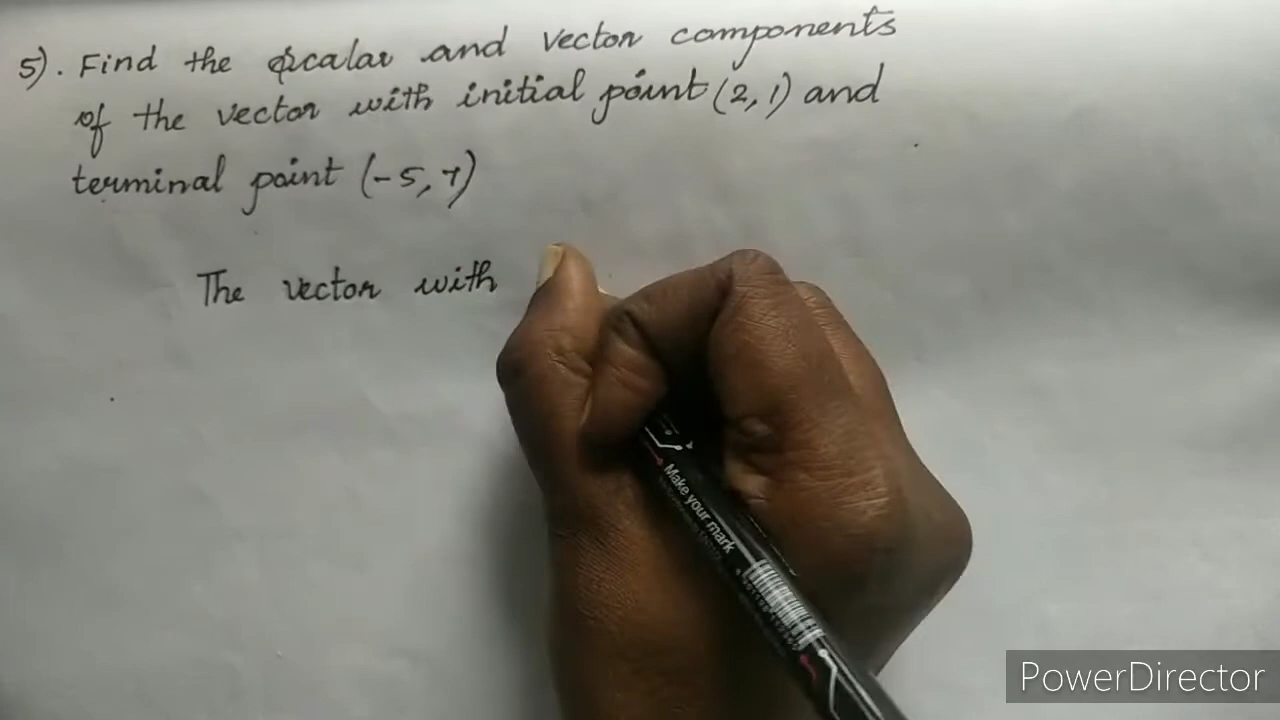 5). Find the scalar and vector components
of the vector with initial point (2, 1) and
terminal point (-5, 7)
The vector with
Make your mark
PowerDirector